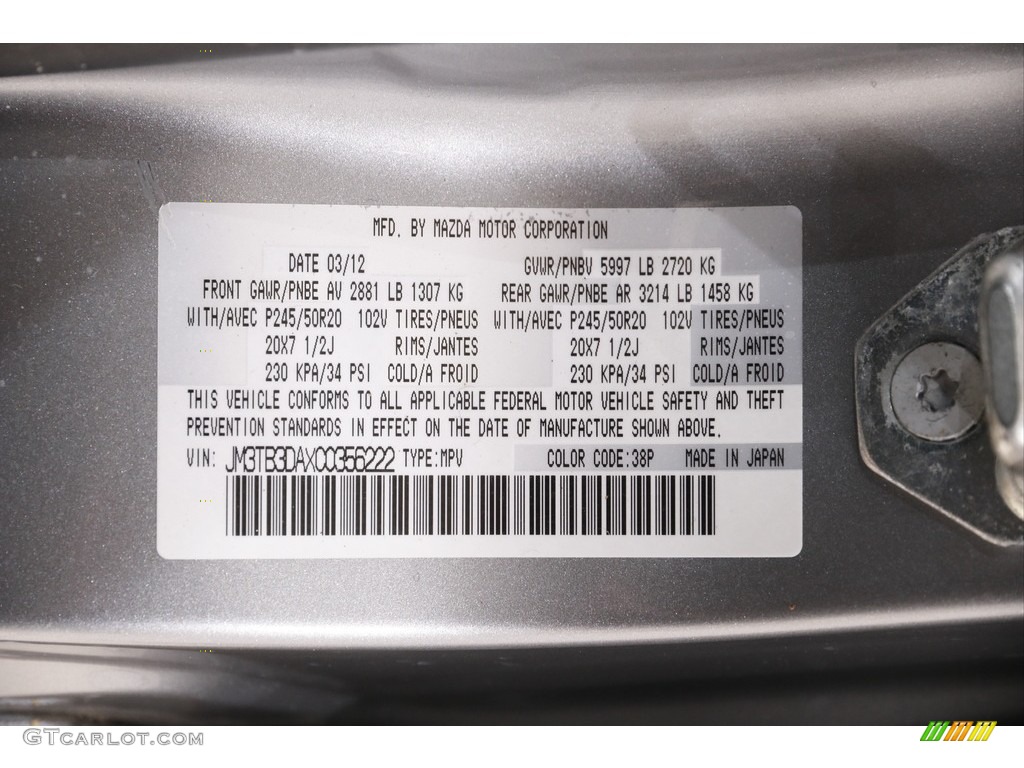 MFD. BY MAZDA MOTOR CORPORATION
DATE 03/12 GVWR/PNBV 5997 LB 2720 KG
FRONT GAWR/PNBE AV 2881 LB 1307 KG REAR GAWR/PNBE AR 3214 LB 1458 KG
WITH/AVEC P245/50R20 102V TIRES/PNEUS WITH/AVEC P245/50R20 102V TIRES/PNEUS
20X7 1/2J RIMS/JANTES 20X7 1/2J RIMS/JANTES
230 KPA/34 PSI COLD/A FROID 230 KPA/34 PSI COLD/A FROID
THIS VEHICLE CONFORMS TO ALL APPLICABLE FEDERAL MOTOR VEHICLE SAFETY AND THEFT
PREVENTION STANDARDS IN EFFECT ON THE DATE OF MANUFACTURE SHOWN ABOVE.
VIN: JM3TB3DAXC0356222 TYPE:MPV COLOR CODE:38P MADE IN JAPAN
GTCarLot.com